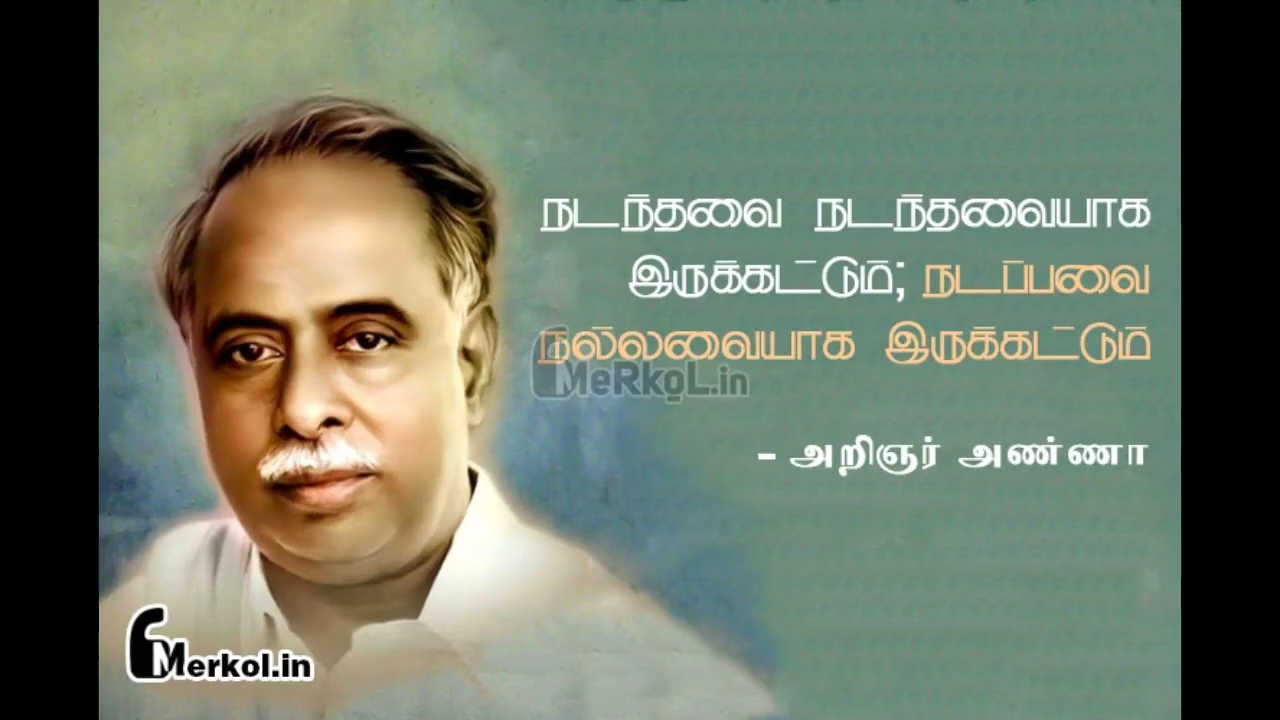 நடந்தவை நடந்தவையாக
இருக்கட்டும்; நடப்பவை
நல்லவையாக இருக்கட்டும்
MeRkoL.in
- அறிஞர் அண்ணா
Merkol.in